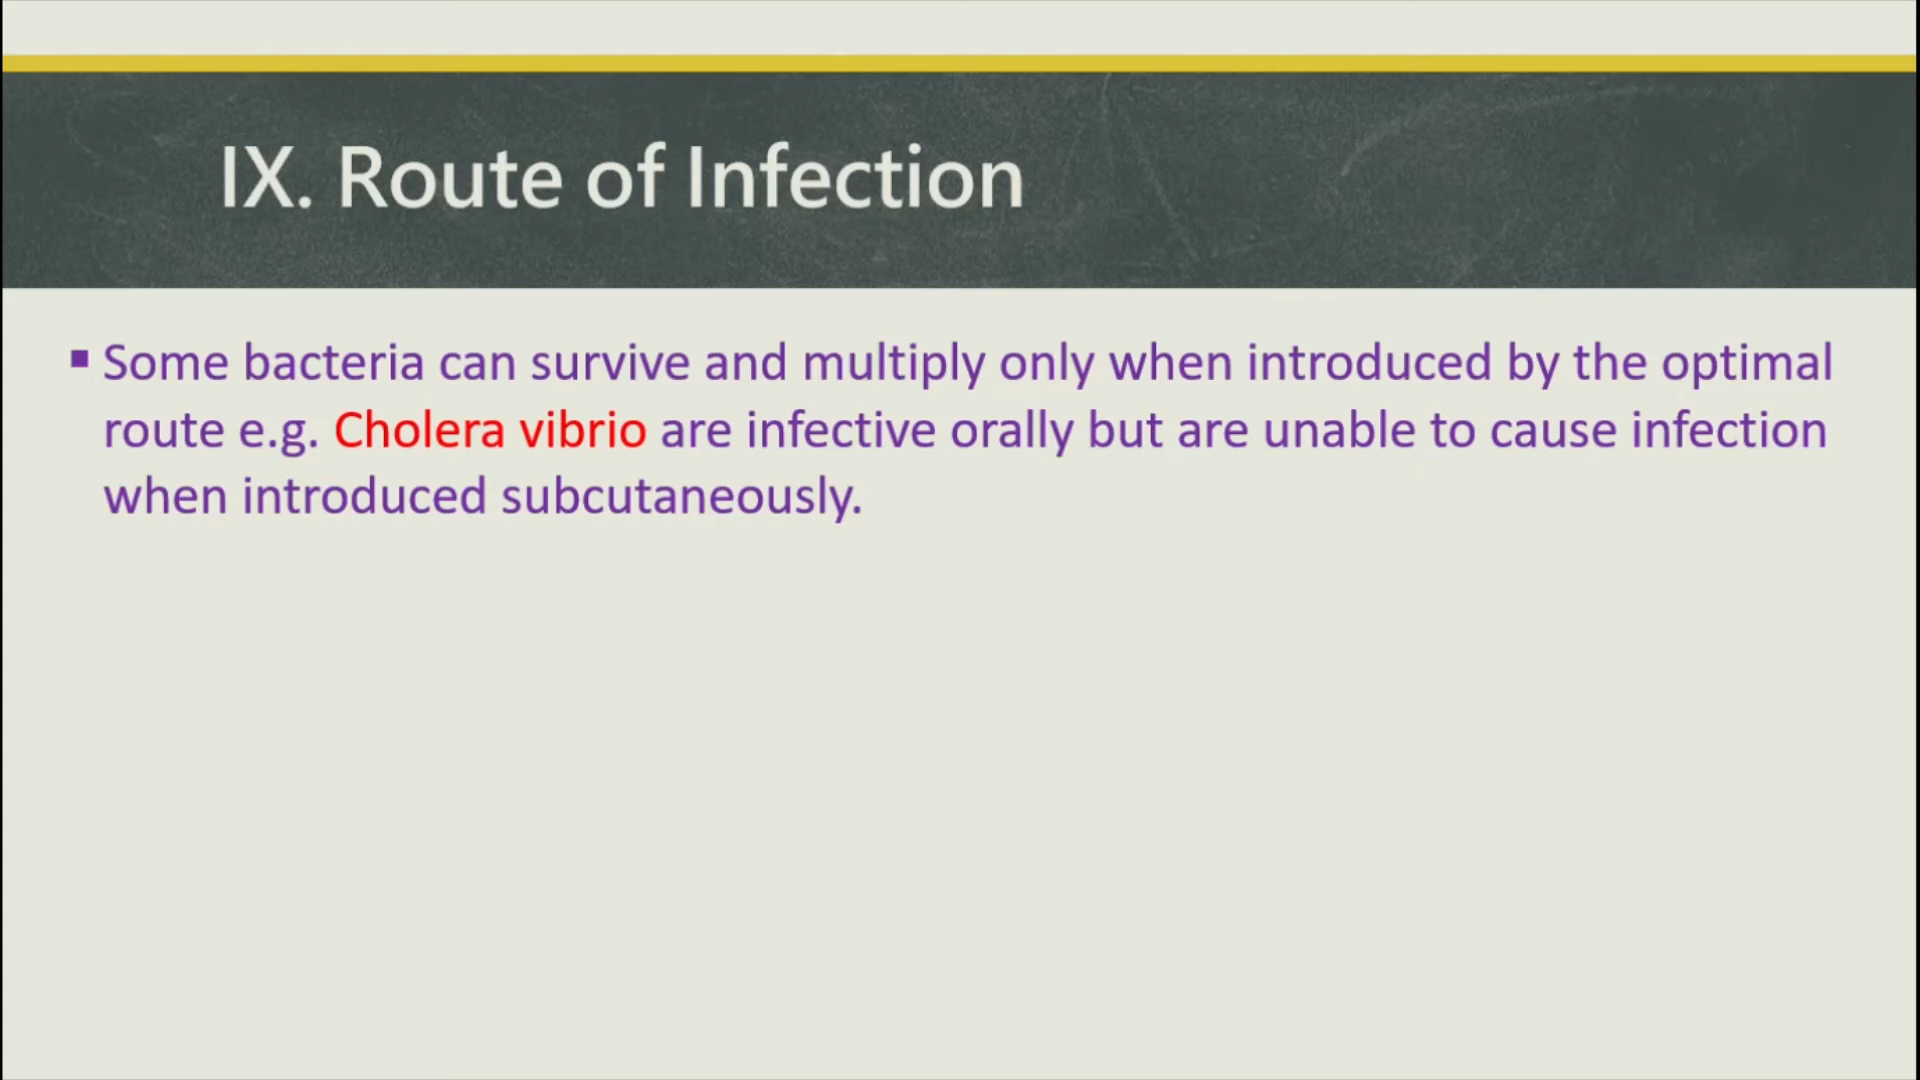 IX. Route of Infection
▪ Some bacteria can survive and multiply only when introduced by the optimal
route e.g. Cholera vibrio are infective orally but are unable to cause infection
when introduced subcutaneously.